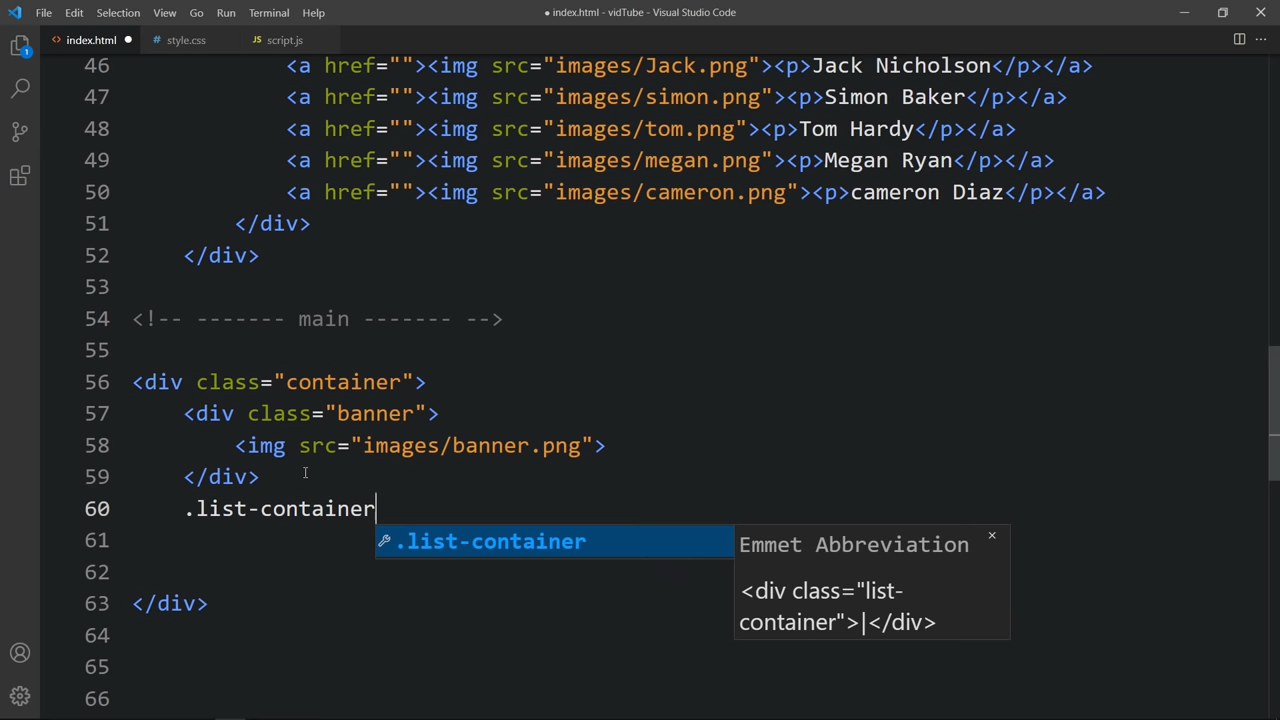 File Edit Selection View Go Run Terminal Help ● index.html - vidTube - Visual Studio Code
<> index.html ● # style.css JS script.js
1
46 <a href=""><img src="images/Jack.png"><p>Jack Nicholson</p></a>
47 <a href=""><img src="images/simon.png"><p>Simon Baker</p></a>
48 <a href=""><img src="images/tom.png"><p>Tom Hardy</p></a>
49 <a href=""><img src="images/megan.png"><p>Megan Ryan</p></a>
50 <a href=""><img src="images/cameron.png"><p>cameron Diaz</p></a>
51 </div>
52 </div>
53
54 <!-- ------- main ------- -->
55
56 <div class="container">
57 <div class="banner">
58 <img src="images/banner.png">
59 </div>
60 .list-container
61 .list-container
Emmet Abbreviation
<div class="list-
container">|</div>
62
63 </div>
64
65
66